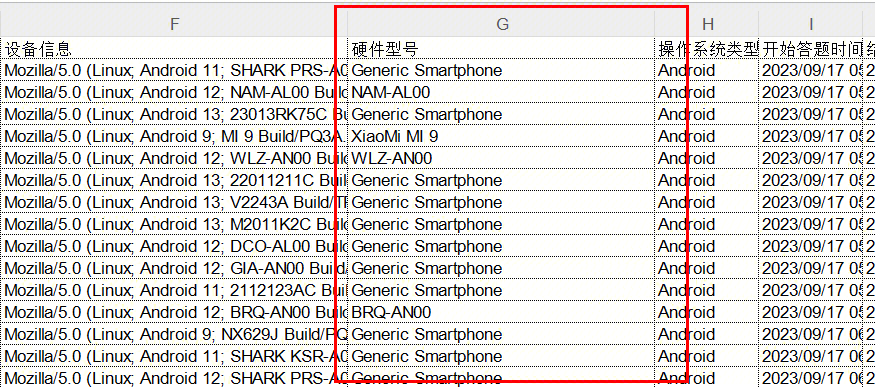 F G H I
设备信息 硬件型号 操作系统类型 开始答题时间
Mozilla/5.0 (Linux; Android 11; SHARK PRS-A0 Generic Smartphone Android 2023/09/17 05
Mozilla/5.0 (Linux; Android 12; NAM-AL00 Build NAM-AL00 Android 2023/09/17 05
Mozilla/5.0 (Linux; Android 13; 23013RK75C Bu Generic Smartphone Android 2023/09/17 05
Mozilla/5.0 (Linux; Android 9; MI 9 Build/PQ3A. XiaoMi MI 9 Android 2023/09/17 05
Mozilla/5.0 (Linux; Android 12; WLZ-AN00 Build WLZ-AN00 Android 2023/09/17 05
Mozilla/5.0 (Linux; Android 13; 22011211C Buil Generic Smartphone Android 2023/09/17 05
Mozilla/5.0 (Linux; Android 13; V2243A Build/TP Generic Smartphone Android 2023/09/17 05
Mozilla/5.0 (Linux; Android 13; M2011K2C Build Generic Smartphone Android 2023/09/17 05
Mozilla/5.0 (Linux; Android 12; DCO-AL00 Build Generic Smartphone Android 2023/09/17 05
Mozilla/5.0 (Linux; Android 12; GIA-AN00 Build/ Generic Smartphone Android 2023/09/17 05
Mozilla/5.0 (Linux; Android 11; 2112123AC Build Generic Smartphone Android 2023/09/17 05
Mozilla/5.0 (Linux; Android 12; BRQ-AN00 Build BRQ-AN00 Android 2023/09/17 05
Mozilla/5.0 (Linux; Android 9; NX629J Build/PQ Generic Smartphone Android 2023/09/17 06
Mozilla/5.0 (Linux; Android 11; SHARK KSR-A0 Generic Smartphone Android 2023/09/17 06
Mozilla/5.0 (Linux; Android 12; SHARK PRS-A0 Generic Smartphone Android 2023/09/17 06